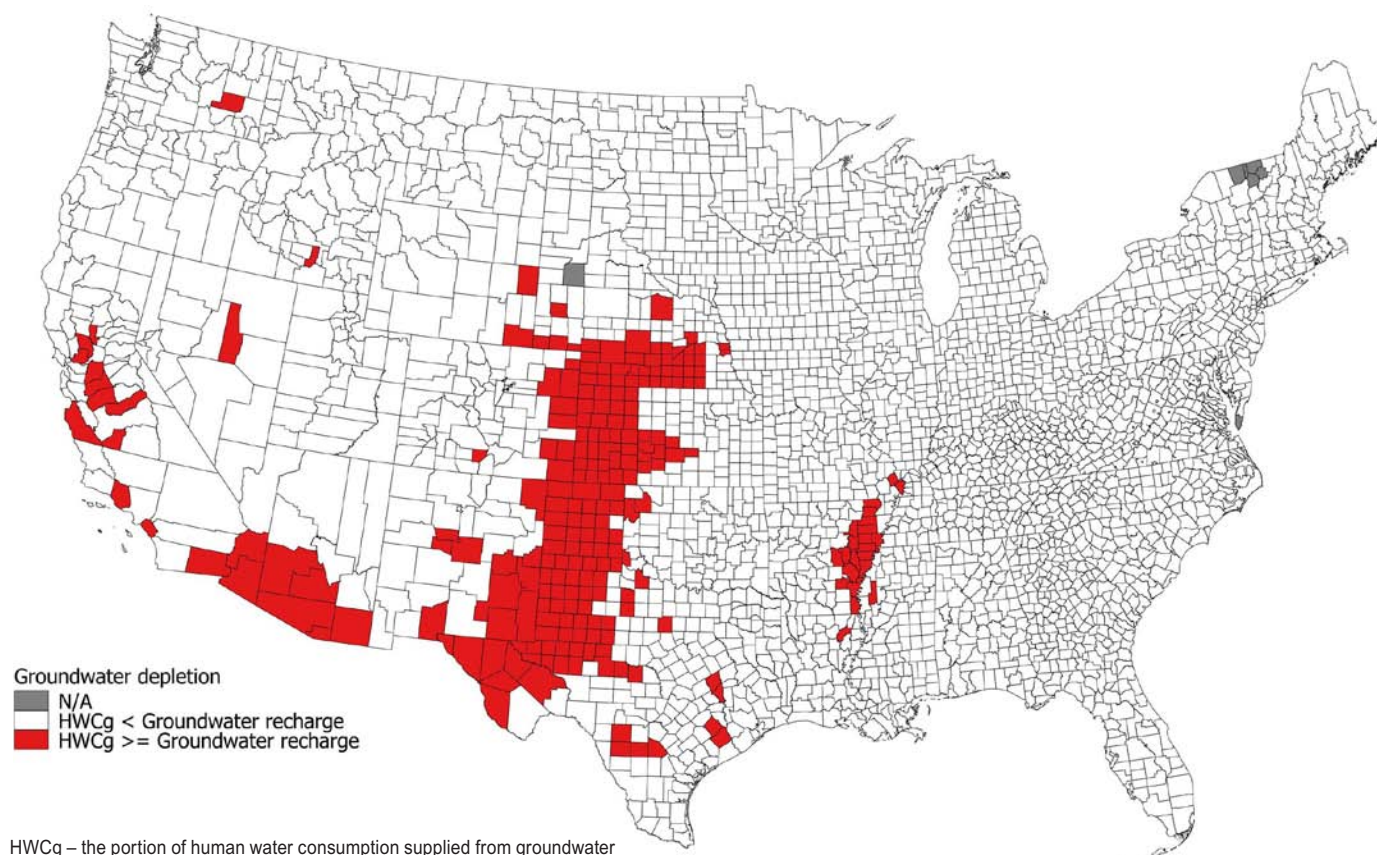 Groundwater depletion
N/A
HWCg < Groundwater recharge
HWCg >= Groundwater recharge
HWCg – the portion of human water consumption supplied from groundwater